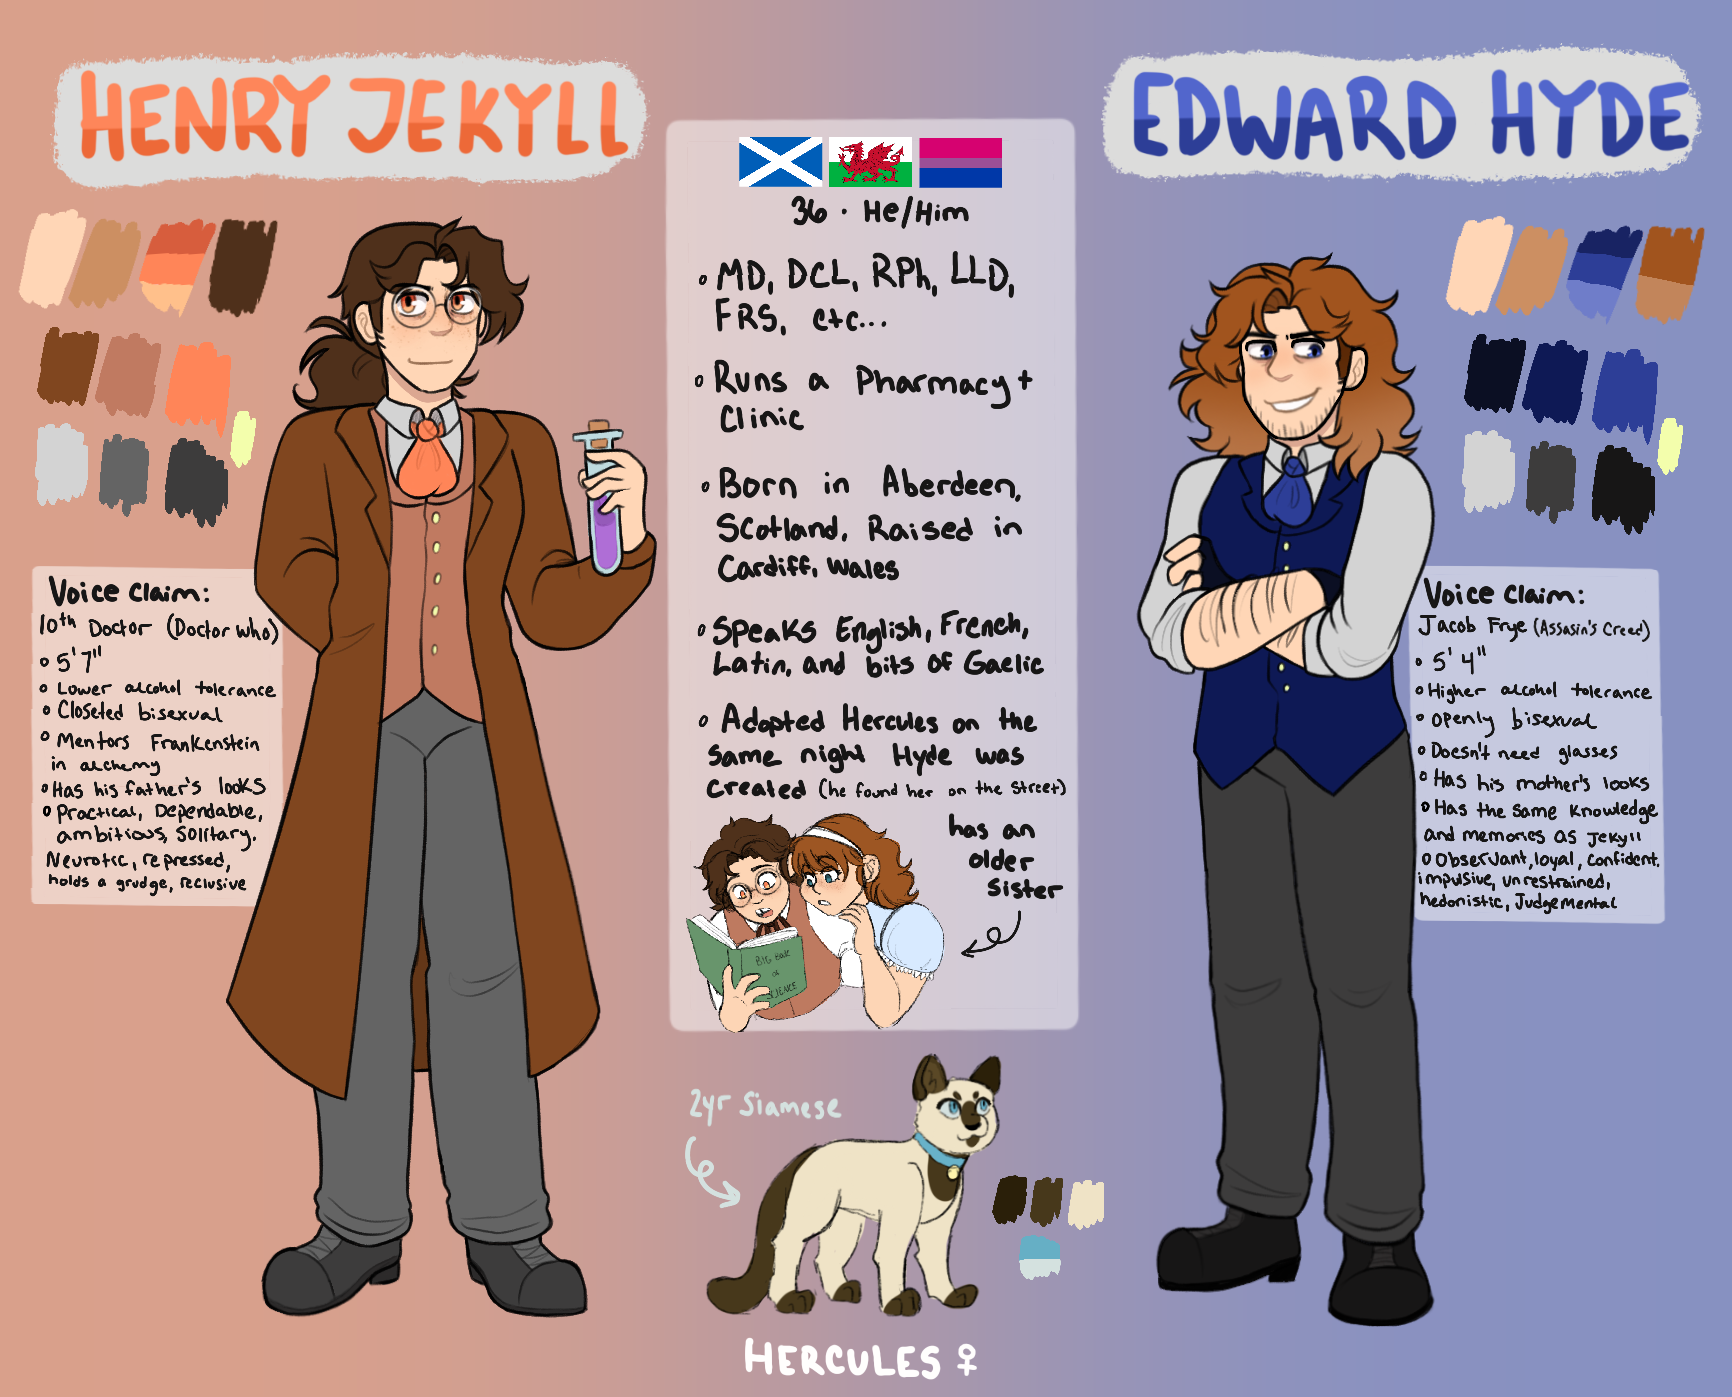 HENRY JEKYLL
Voice Claim:
10th Doctor (Doctor Who)
• 5'7"
• Lower alcohol tolerance
• Closeted bisexual
• Mentors Frankenstein
in alchemy
• Has his father's looks
• Practical, Dependable,
ambitious, solitary.
Neurotic, repressed,
holds a grudge, reclusive
36 · He/Him
• MD, DCL, RPh, LLD,
FRS, etc...
• Runs a Pharmacy +
Clinic
• Born in Aberdeen,
Scotland, Raised in
Cardiff, Wales
• Speaks English, French,
Latin, and bits of Gaelic
• Adopted Hercules on the
same night Hyde was
created (he found her on the street)
has an
older
sister
BIG BOOK
OF
SCIENCE
2yr Siamese
HERCULES ♀
EDWARD HYDE
Voice Claim:
Jacob Frye (Assasin's Creed)
• 5'4"
• Higher alcohol tolerance
• Openly bisexual
• Doesn't need glasses
• Has his mother's looks
• Has the same knowledge
and memories as Jekyll
• Observant, loyal, confident.
impulsive, unrestrained,
hedonistic, Judgemental